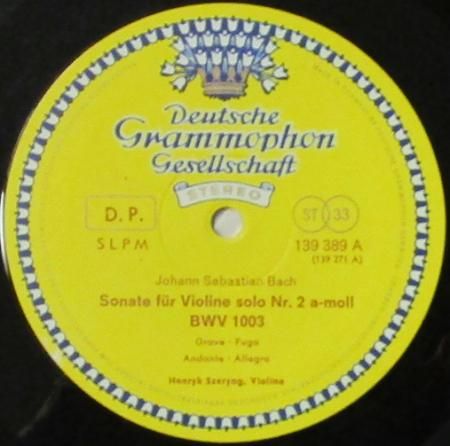 Deutsche
Grammophon
Gesellschaft
STEREO
D. P.
ST 33
SLPM
139 389 A
(139 271 A)
Johann Sebastian Bach
Sonate für Violine solo Nr. 2 a-moll
BWV 1003
Grave · Fuga
Andante · Allegro
Henryk Szeryng, Violine